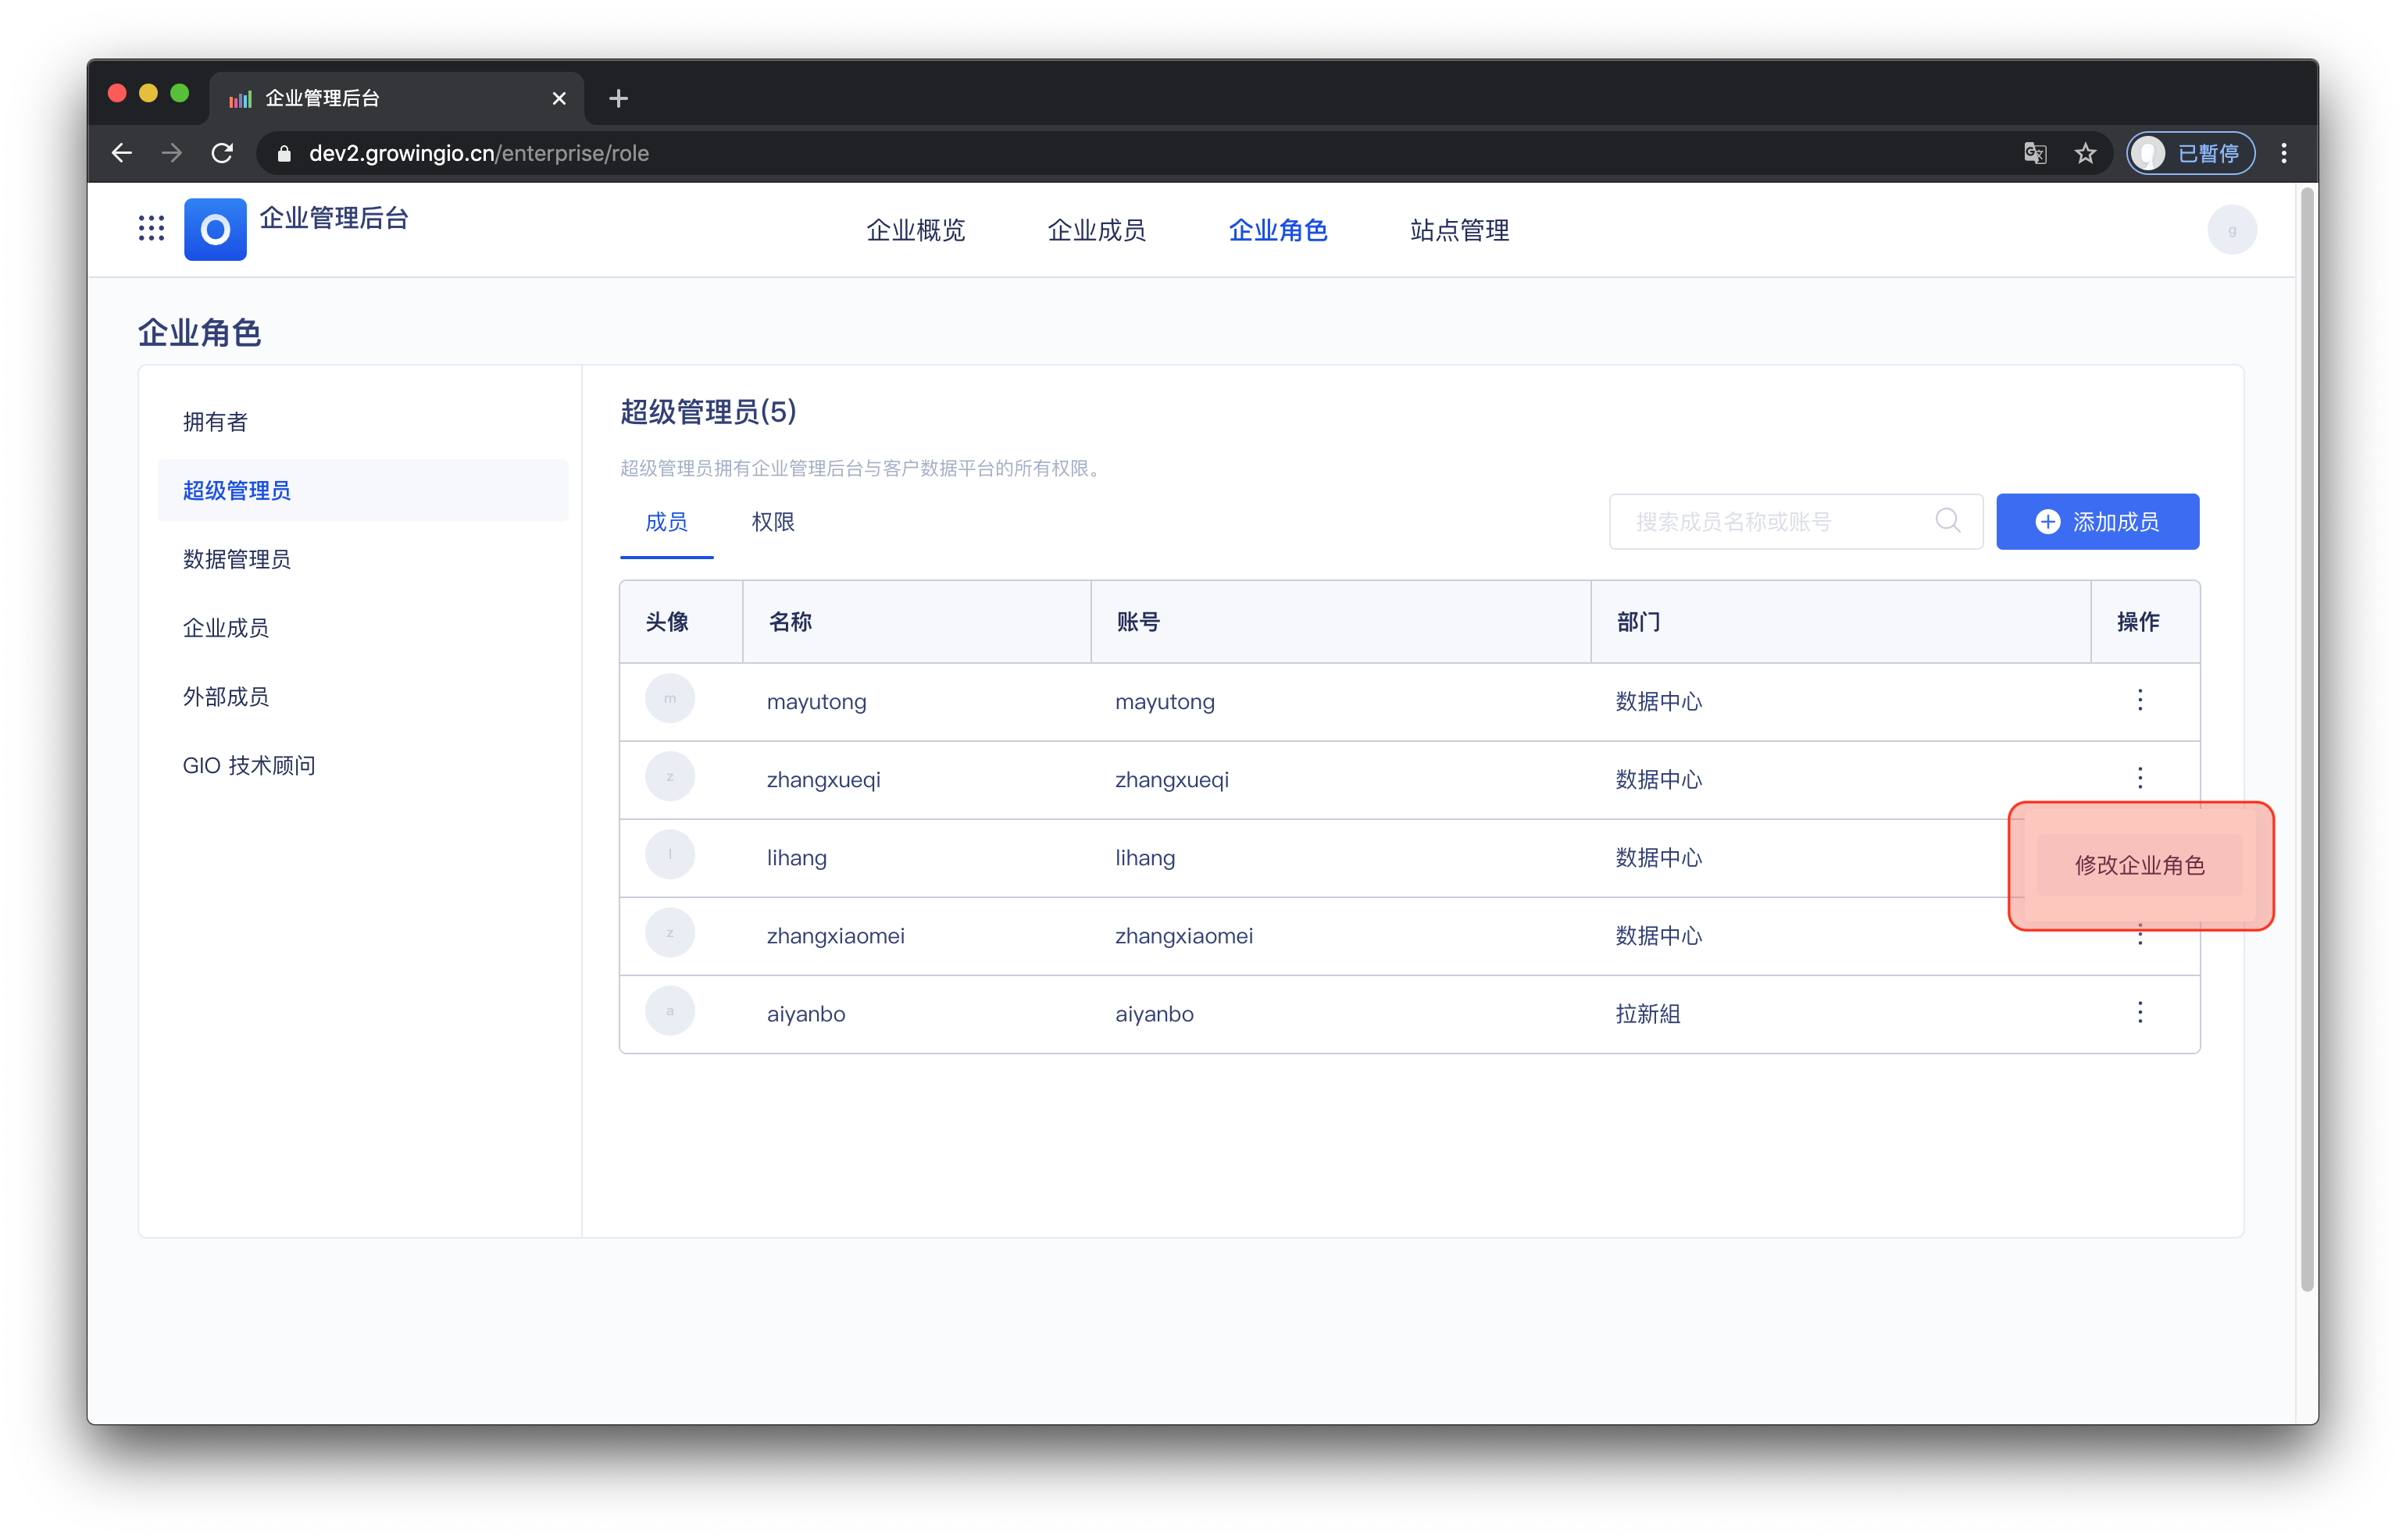 企业管理后台
dev2.growingio.cn/enterprise/role
已暂停
企业管理后台
企业概览 企业成员 企业角色 站点管理
g
企业角色
拥有者
超级管理员
数据管理员
企业成员
外部成员
GIO 技术顾问
超级管理员(5)
超级管理员拥有企业管理后台与客户数据平台的所有权限。
成员 权限
搜索成员名称或账号
添加成员
头像 名称 账号 部门 操作
m mayutong mayutong 数据中心
z zhangxueqi zhangxueqi 数据中心
l lihang lihang 数据中心
修改企业角色
z zhangxiaomei zhangxiaomei 数据中心
a aiyanbo aiyanbo 拉新組